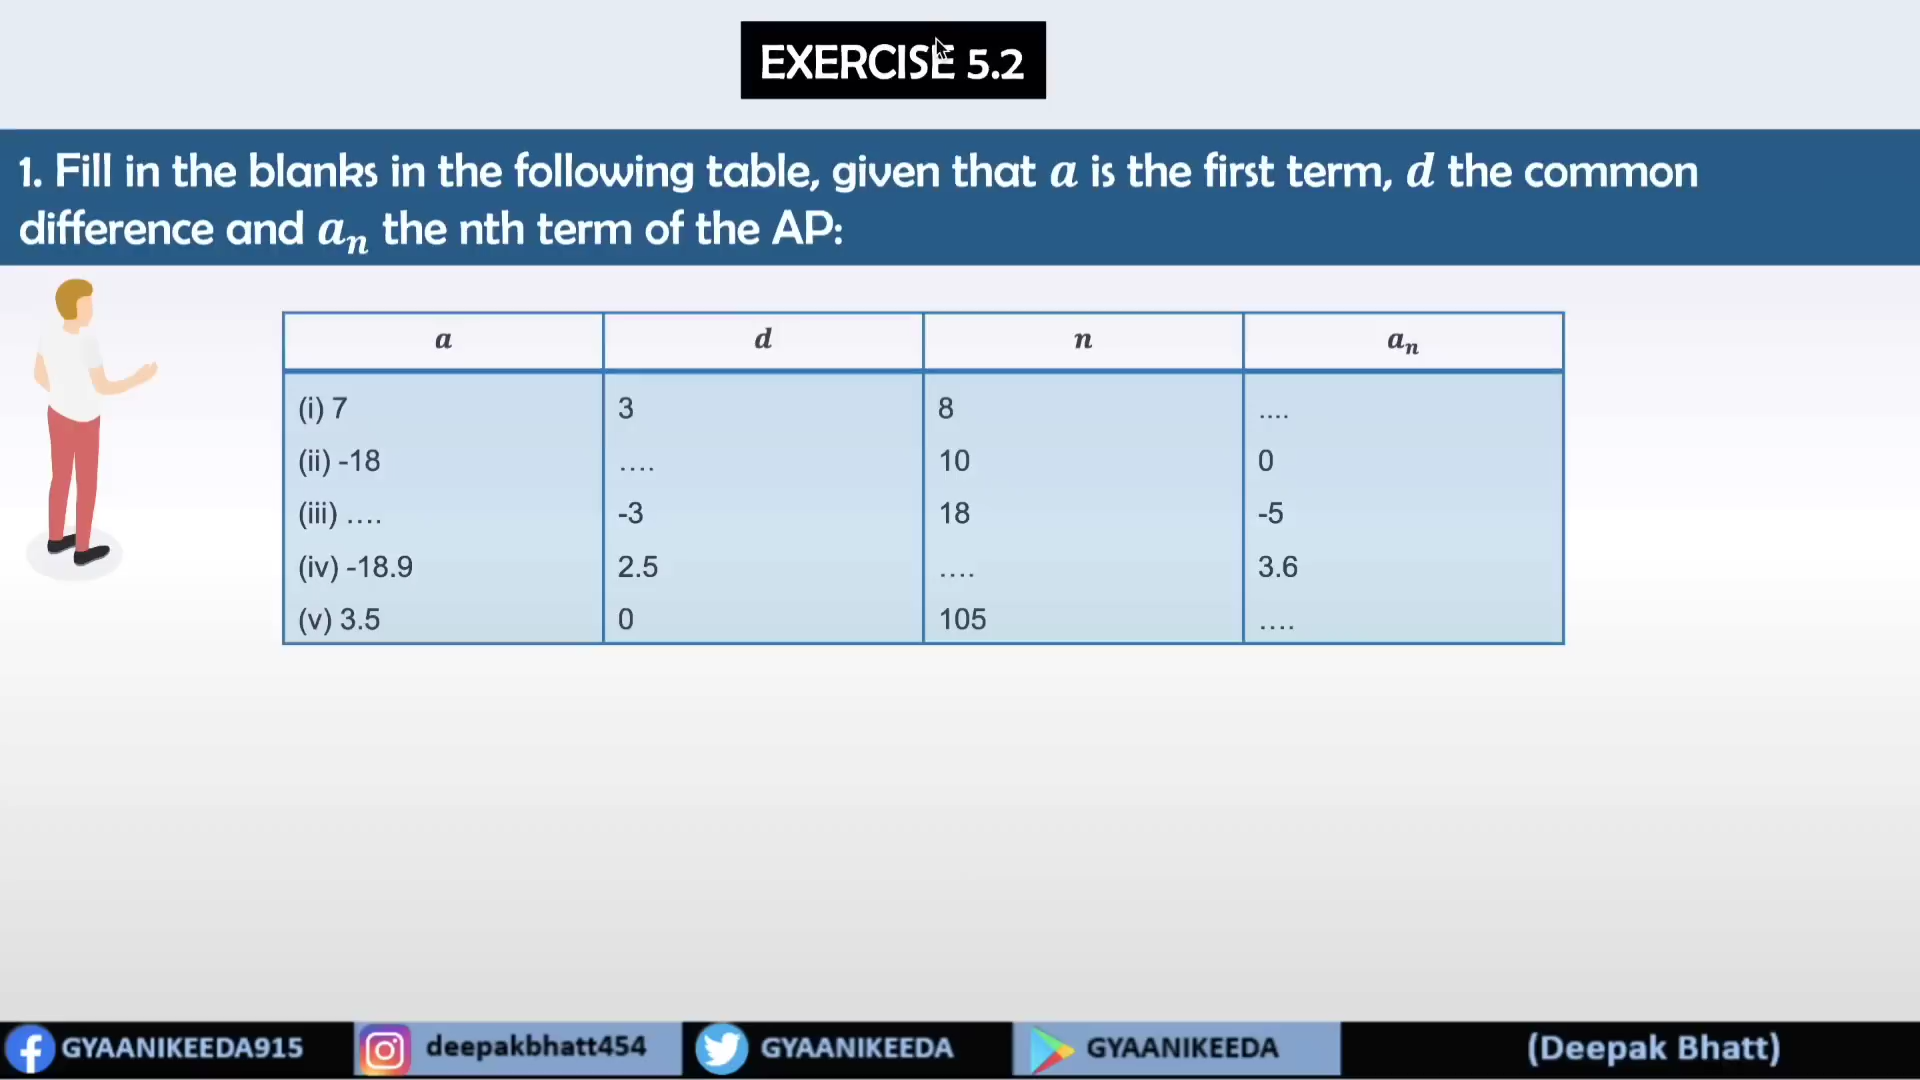 EXERCISE 5.2
1. Fill in the blanks in the following table, given that a is the first term, d the common
difference and aₙ the nth term of the AP:
a d n aₙ
(i) 7 3 8 ....
(ii) -18 .... 10 0
(iii) .... -3 18 -5
(iv) -18.9 2.5 .... 3.6
(v) 3.5 0 105 ....
GYAANIKEEDA915 deepakbhatt454 GYAANIKEEDA GYAANIKEEDA (Deepak Bhatt)